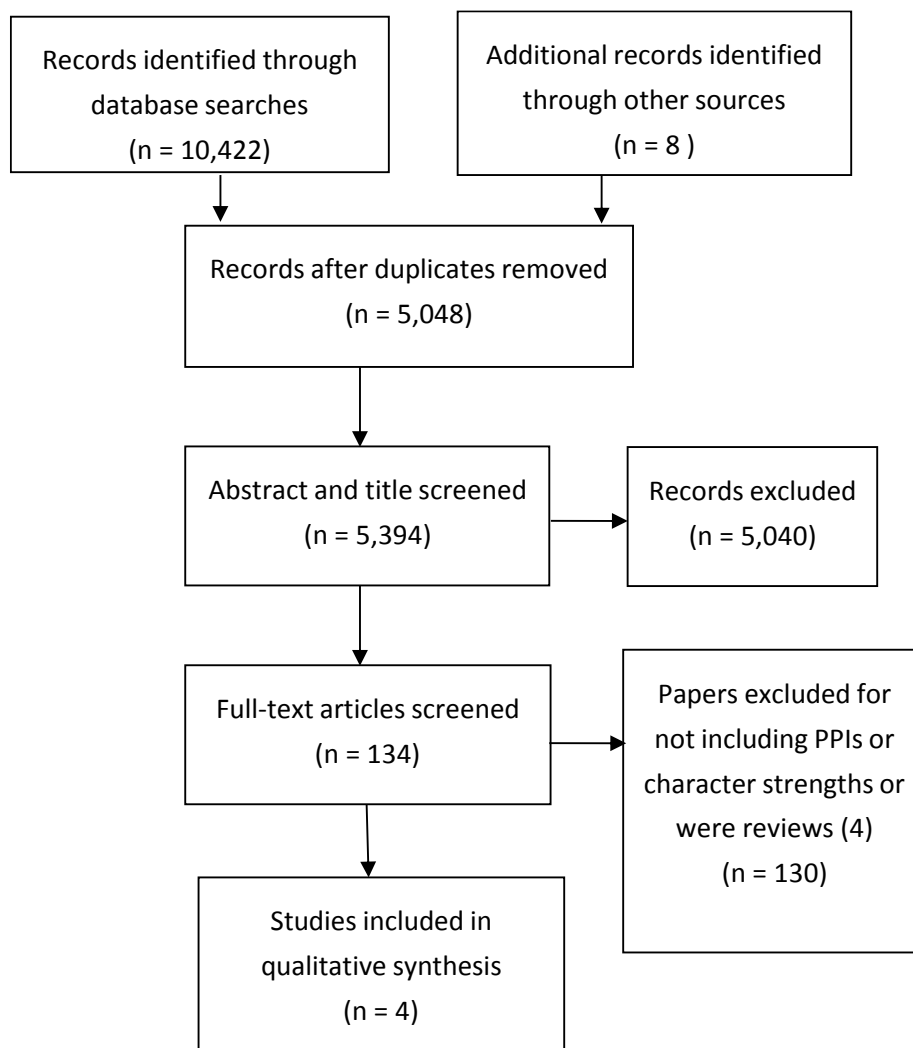 Records identified through
database searches
(n = 10,422)
Additional records identified
through other sources
(n = 8 )
Records after duplicates removed
(n = 5,048)
Abstract and title screened
(n = 5,394)
Records excluded
(n = 5,040)
Full-text articles screened
(n = 134)
Papers excluded for
not including PPIs or
character strengths or
were reviews (4)
(n = 130)
Studies included in
qualitative synthesis
(n = 4)